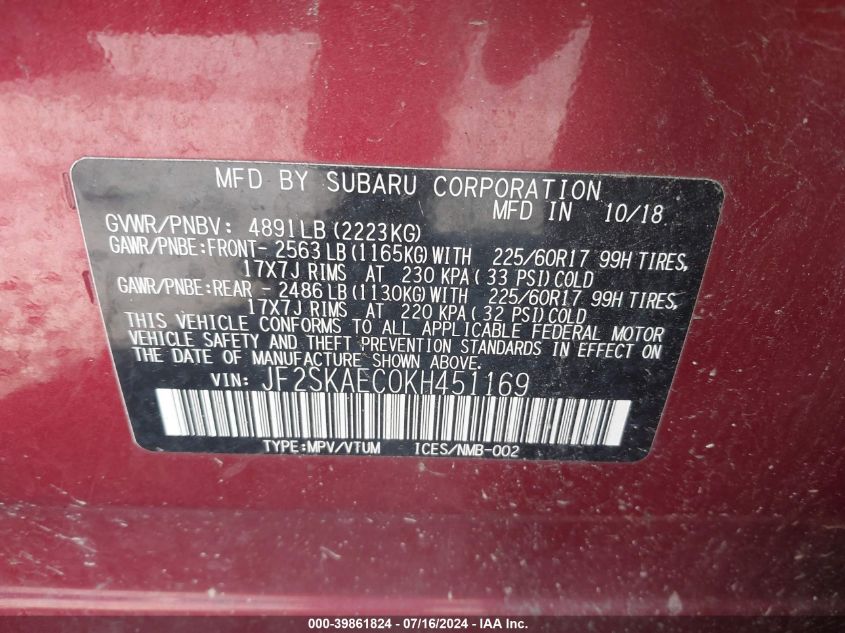 MFD BY SUBARU CORPORATION
MFD IN 10/18
GVWR/PNBV: 4891LB (2223KG)
GAWR/PNBE:FRONT- 2563LB(1165KG)WITH 225/60R17 99H TIRES,
17X7J RIMS AT 230 KPA( 33 PSI)COLD
GAWR/PNBE:REAR - 2486LB(1130KG)WITH 225/60R17 99H TIRES,
17X7J RIMS AT 220 KPA( 32 PSI)COLD
THIS VEHICLE CONFORMS TO ALL APPLICABLE FEDERAL MOTOR
VEHICLE SAFETY AND THEFT PREVENTION STANDARDS IN EFFECT ON
THE DATE OF MANUFACTURE SHOWN ABOVE.
VIN: JF2SKAEC0KH451169
TYPE:MPV/VTUM ICES/NMB-002
000-39861824 - 07/16/2024 - IAA Inc.